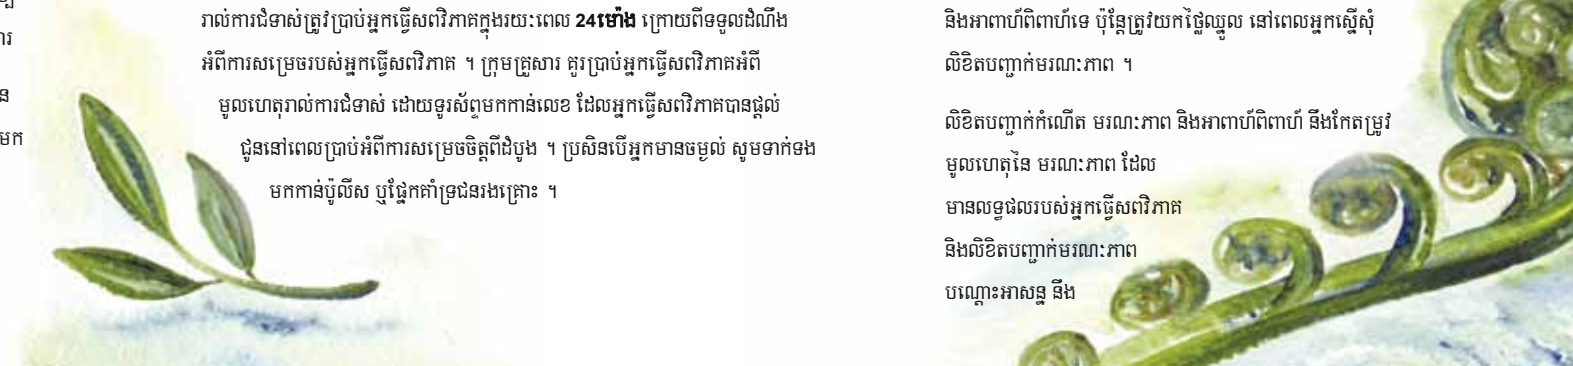 រាល់ការជំទាស់ត្រូវប្រាប់អ្នកធ្វើសពវិភាគក្នុងរយៈពេល 24ម៉ោង ក្រោយពីទទួលដំណឹង
អំពីការសម្រេចរបស់អ្នកធ្វើសពវិភាគ ។ ក្រុមគ្រួសារ គួរប្រាប់អ្នកធ្វើសពវិភាគអំពី
មូលហេតុរាល់ការជំទាស់ ដោយទូរស័ព្ទមកកាន់លេខ ដែលអ្នកធ្វើសពវិភាគបានផ្តល់
ជូននៅពេលប្រាប់អំពីការសម្រេចចិត្តពីដំបូង ។ ប្រសិនបើអ្នកមានចម្ងល់ សូមទាក់ទង
មកកាន់ប៉ូលីស ឬផ្នែកគាំទ្រជនរងគ្រោះ ។
និងអាពាហ៍ពិពាហ៍ទេ ប៉ុន្តែត្រូវយកថ្លៃឈ្នួល នៅពេលអ្នកស្នើសុំ
លិខិតបញ្ជាក់មរណៈភាព ។
លិខិតបញ្ជាក់កំណើត មរណៈភាព និងអាពាហ៍ពិពាហ៍ នឹងកែតម្រូវ
មូលហេតុនៃ មរណៈភាព ដែល
មានលទ្ធផលរបស់អ្នកធ្វើសពវិភាគ
និងលិខិតបញ្ជាក់មរណៈភាព
បណ្តោះអាសន្ន នឹង